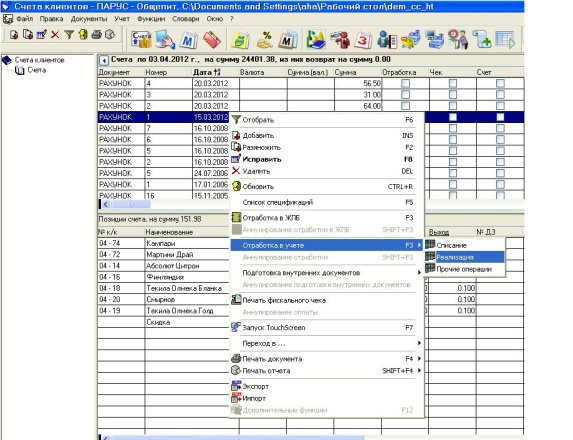 Счета клиентов - ПАРУС - Общепит, C:\Documents and Settings\aha\Рабочий стол\dem_cc_ht
Файл Правка Документы Учет Функции Словари Окно ?
Счета клиентов
Счета
Счета по 03.04.2012 г., на сумму 24401.38, из них возврат на сумму 0.00
Документ Номер Дата Валюта Сумма (вал.) Сумма Отработка Чек Счет
РАХУНОК 4 20.03.2012 56.50
РАХУНОК 3 20.03.2012 31.00
РАХУНОК 2 20.03.2012 64.00
РАХУНОК 1 15.03.2012
РАХУНОК 6 16.10.2008
РАХУНОК 7 16.10.2008
РАХУНОК 5 16.10.2008
РАХУНОК 2 16.10.2008
РАХУНОК 5 24.07.2006
РАХУНОК 1 17.01.2006
РАХУНОК 16 15.11.2005
Отобрать F6
Добавить INS
Размножить F2
Исправить F8
Удалить DEL
Обновить CTRL+R
Список спецификаций F5
Отработка в ЖПБ F3
Аннулирование отработки в ЖПБ SHIFT+F3
Отработка в учете F3
Аннулирование отработки SHIFT+F3
Подготовка внутренних документов
Аннулирование подготовки внутренних документов
Печать фискального чека
Аннулирование оплаты
Запуск TouchScreen F7
Переход в ...
Печать документа F4
Печать отчета SHIFT+F4
Экспорт
Импорт
Дополнительные функции F12
Списание
Реализация
Прочие операции
Позиции счета, на сумму 151.98
№ к/к Наименование Выход № ДЗ
04 - 74 Кампари
04 - 72 Мартини Драй
04 - 14 Абсолют Цитрон
04 - 16 Финляндия
04 - 18 Текила Олмека Бланка 0.100
04 - 20 Смирнов 0.100
04 - 19 Текила Олмека Голд 0.100
Скидка